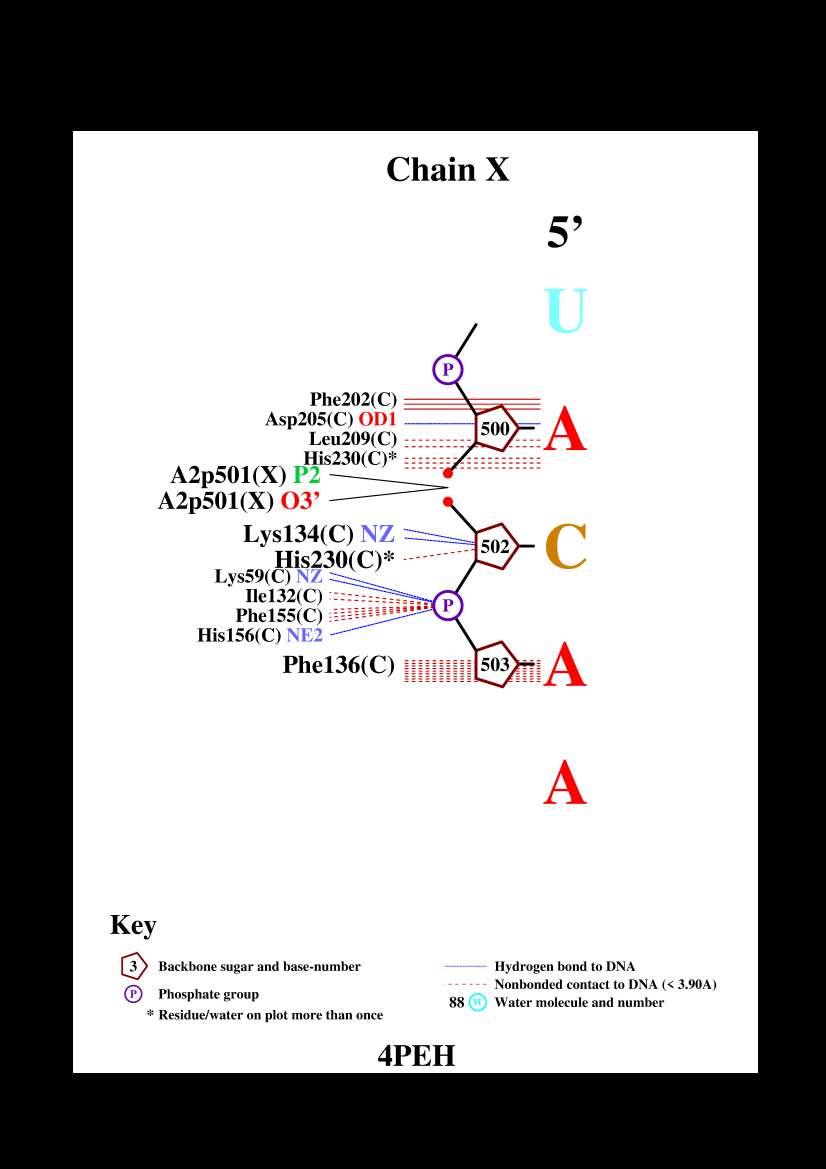 Chain X
5’
U
P
Phe202(C)
Asp205(C) OD1
500 A
Leu209(C)
His230(C)*
A2p501(X) P2
A2p501(X) O3’
Lys134(C) NZ
502 C
His230(C)*
Lys59(C) NZ
Ile132(C)
P
Phe155(C)
His156(C) NE2
Phe136(C) 503 A
A
Key
3 Backbone sugar and base-number
P Phosphate group
* Residue/water on plot more than once
Hydrogen bond to DNA
Nonbonded contact to DNA (< 3.90A)
88 W Water molecule and number
4PEH